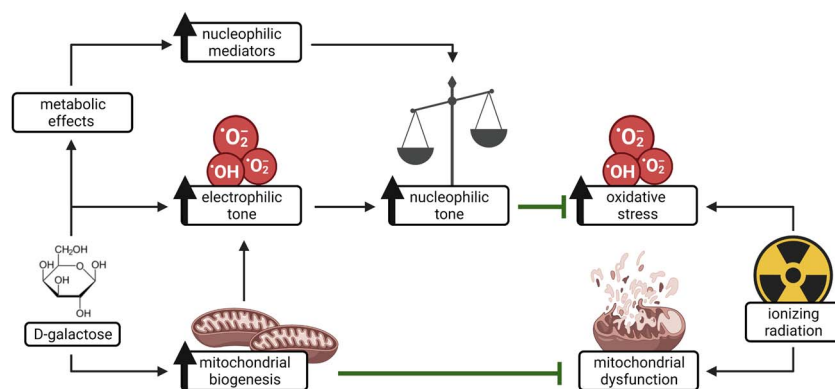 nucleophilic
mediators
metabolic
effects
•O₂⁻
•OH •O₂⁻
electrophilic
tone
nucleophilic
tone
•O₂⁻
•OH •O₂⁻
oxidative
stress
CH₂OH
OH O OH
OH
OH
D-galactose
mitochondrial
biogenesis
mitochondrial
dysfunction
ionizing
radiation